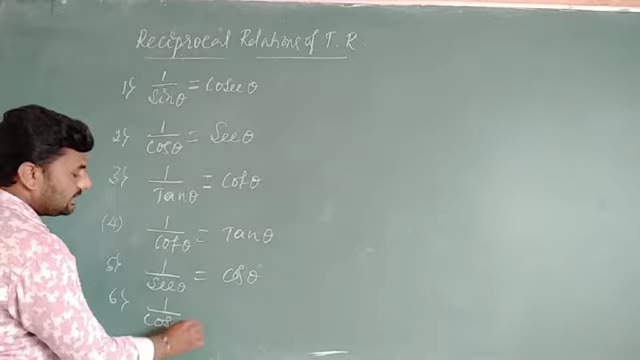 Reciprocal Relations of T. R.
1} 1/Sinθ = Cosecθ
2} 1/Cosθ = Secθ
3} 1/Tanθ = Cotθ
(4) 1/Cotθ = Tanθ
5} 1/Secθ = Cosθ
6} 1/Cos